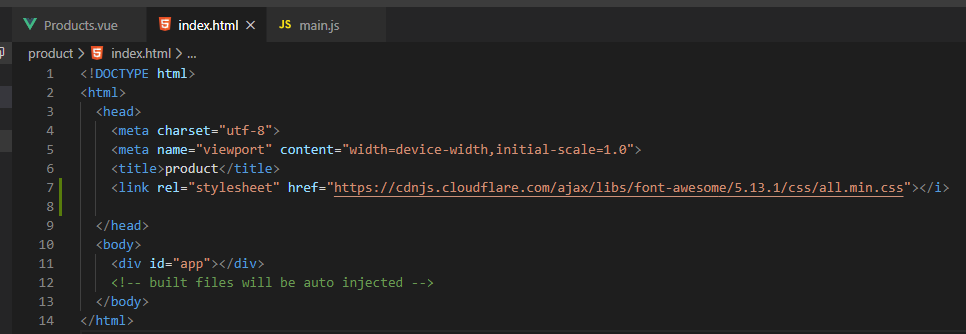 Products.vue index.html JS main.js
product > index.html > ...
1 <!DOCTYPE html>
2 <html>
3 <head>
4 <meta charset="utf-8">
5 <meta name="viewport" content="width=device-width,initial-scale=1.0">
6 <title>product</title>
7 <link rel="stylesheet" href="https://cdnjs.cloudflare.com/ajax/libs/font-awesome/5.13.1/css/all.min.css"></i>
8
9 </head>
10 <body>
11 <div id="app"></div>
12 <!-- built files will be auto injected -->
13 </body>
14 </html>